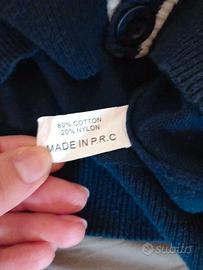 80% COTTON
20% NYLON
MADE IN P.R.C
subito